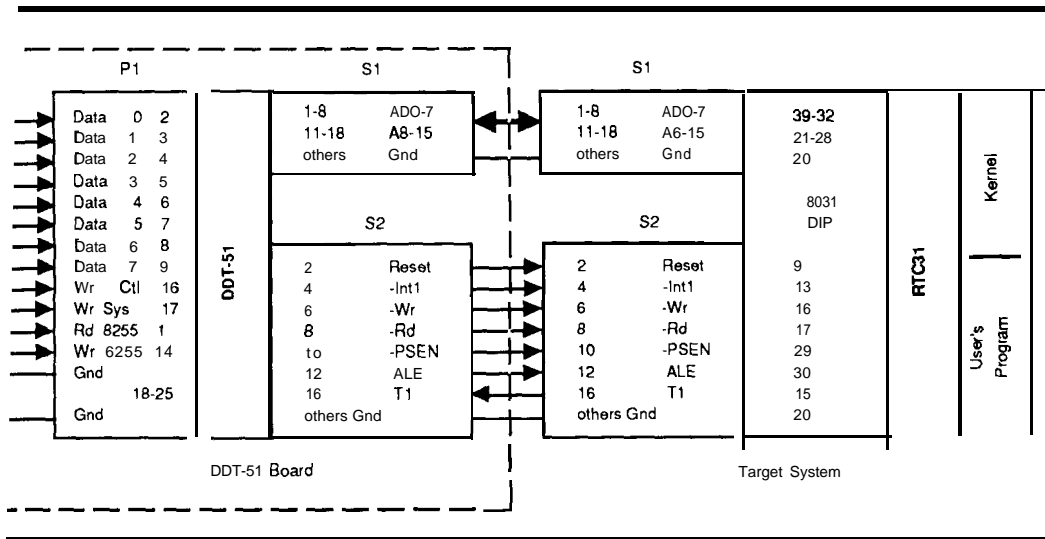 P1
S1
S1
Data 0 2
Data 1 3
Data 2 4
Data 3 5
Data 4 6
Data 5 7
Data 6 8
Data 7 9
Wr Ctl 16
Wr Sys 17
Rd 8255 1
Wr 6255 14
Gnd
18-25
Gnd
DDT-51
1-8 ADO-7
11-18 A8-15
others Gnd
S2
2 Reset
4 -Int1
6 -Wr
8 -Rd
to -PSEN
12 ALE
16 T1
others Gnd
1-8 ADO-7
11-18 A6-15
others Gnd
S2
2 Reset
4 -Int1
6 -Wr
8 -Rd
10 -PSEN
12 ALE
16 T1
others Gnd
39-32
21-28
20
8031
DIP
9
13
16
17
29
30
15
20
RTC31
Kernel
User's
Program
DDT-51 Board
Target System